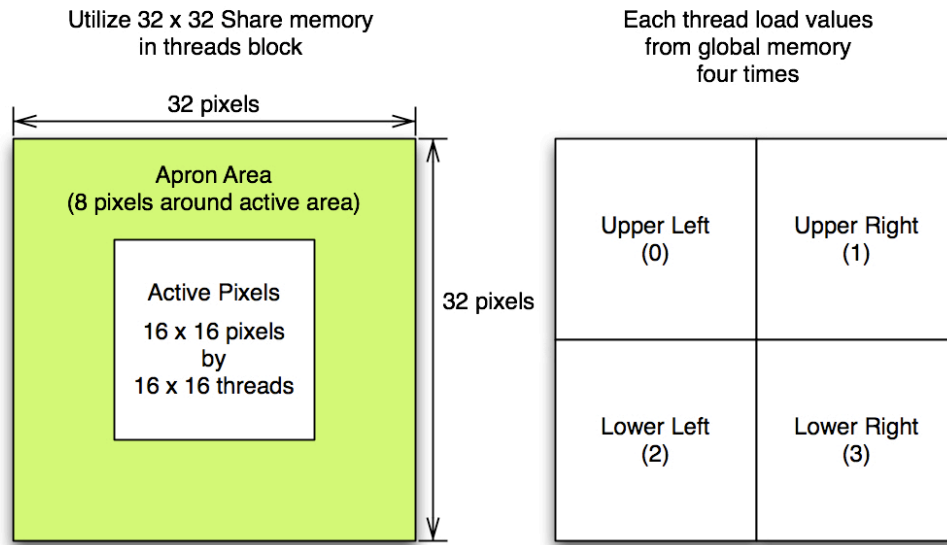 Utilize 32 x 32 Share memory
in threads block
32 pixels
Apron Area
(8 pixels around active area)
Active Pixels
16 x 16 pixels
by
16 x 16 threads
32 pixels
Each thread load values
from global memory
four times
Upper Left
(0)
Upper Right
(1)
Lower Left
(2)
Lower Right
(3)